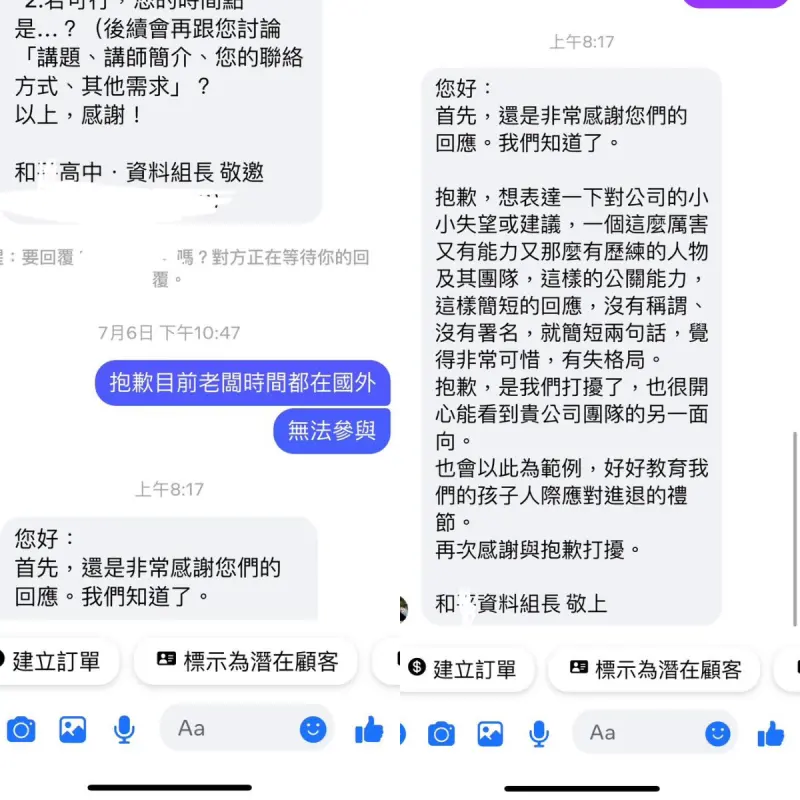 2.若可行，您的時間點
是...？（後續會再跟您討論
「講題、講師簡介、您的聯絡
方式、其他需求」？
以上，感謝！
和 高中．資料組長 敬邀
：要回覆 嗎？對方正在等待你的回
覆。
7月6日 下午10:47
抱歉目前老闆時間都在國外
無法參與
上午8:17
您好：
首先，還是非常感謝您們的
回應。我們知道了。
建立訂單
標示為潛在顧客
Aa
上午8:17
您好：
首先，還是非常感謝您們的
回應。我們知道了。
抱歉，想表達一下對公司的小
小失望或建議，一個這麼厲害
又有能力又那麼有歷練的人物
及其團隊，這樣的公關能力，
這樣簡短的回應，沒有稱謂、
沒有署名，就簡短兩句話，覺
得非常可惜，有失格局。
抱歉，是我們打擾了，也很開
心能看到貴公司團隊的另一面
向。
也會以此為範例，好好教育我
們的孩子人際應對進退的禮
節。
再次感謝與抱歉打擾。
和 資料組長 敬上
建立訂單
標示為潛在顧客
Aa